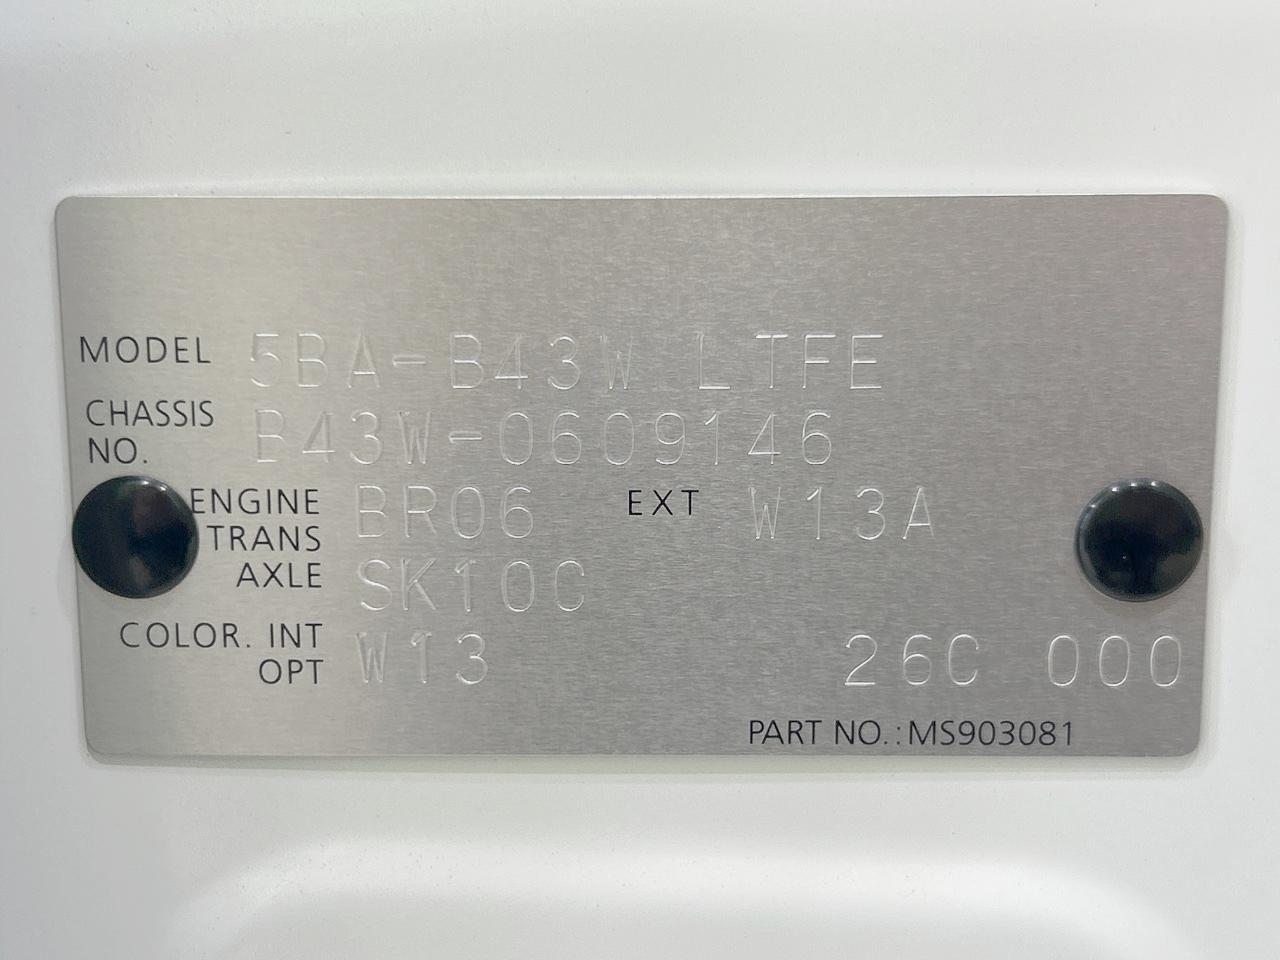 MODEL 5BA-B43W LTFE
CHASSIS NO. B43W-0609146
ENGINE BR06 EXT W13A
TRANS AXLE SK10C
COLOR. INT OPT W13 26C 000
PART NO.:MS903081